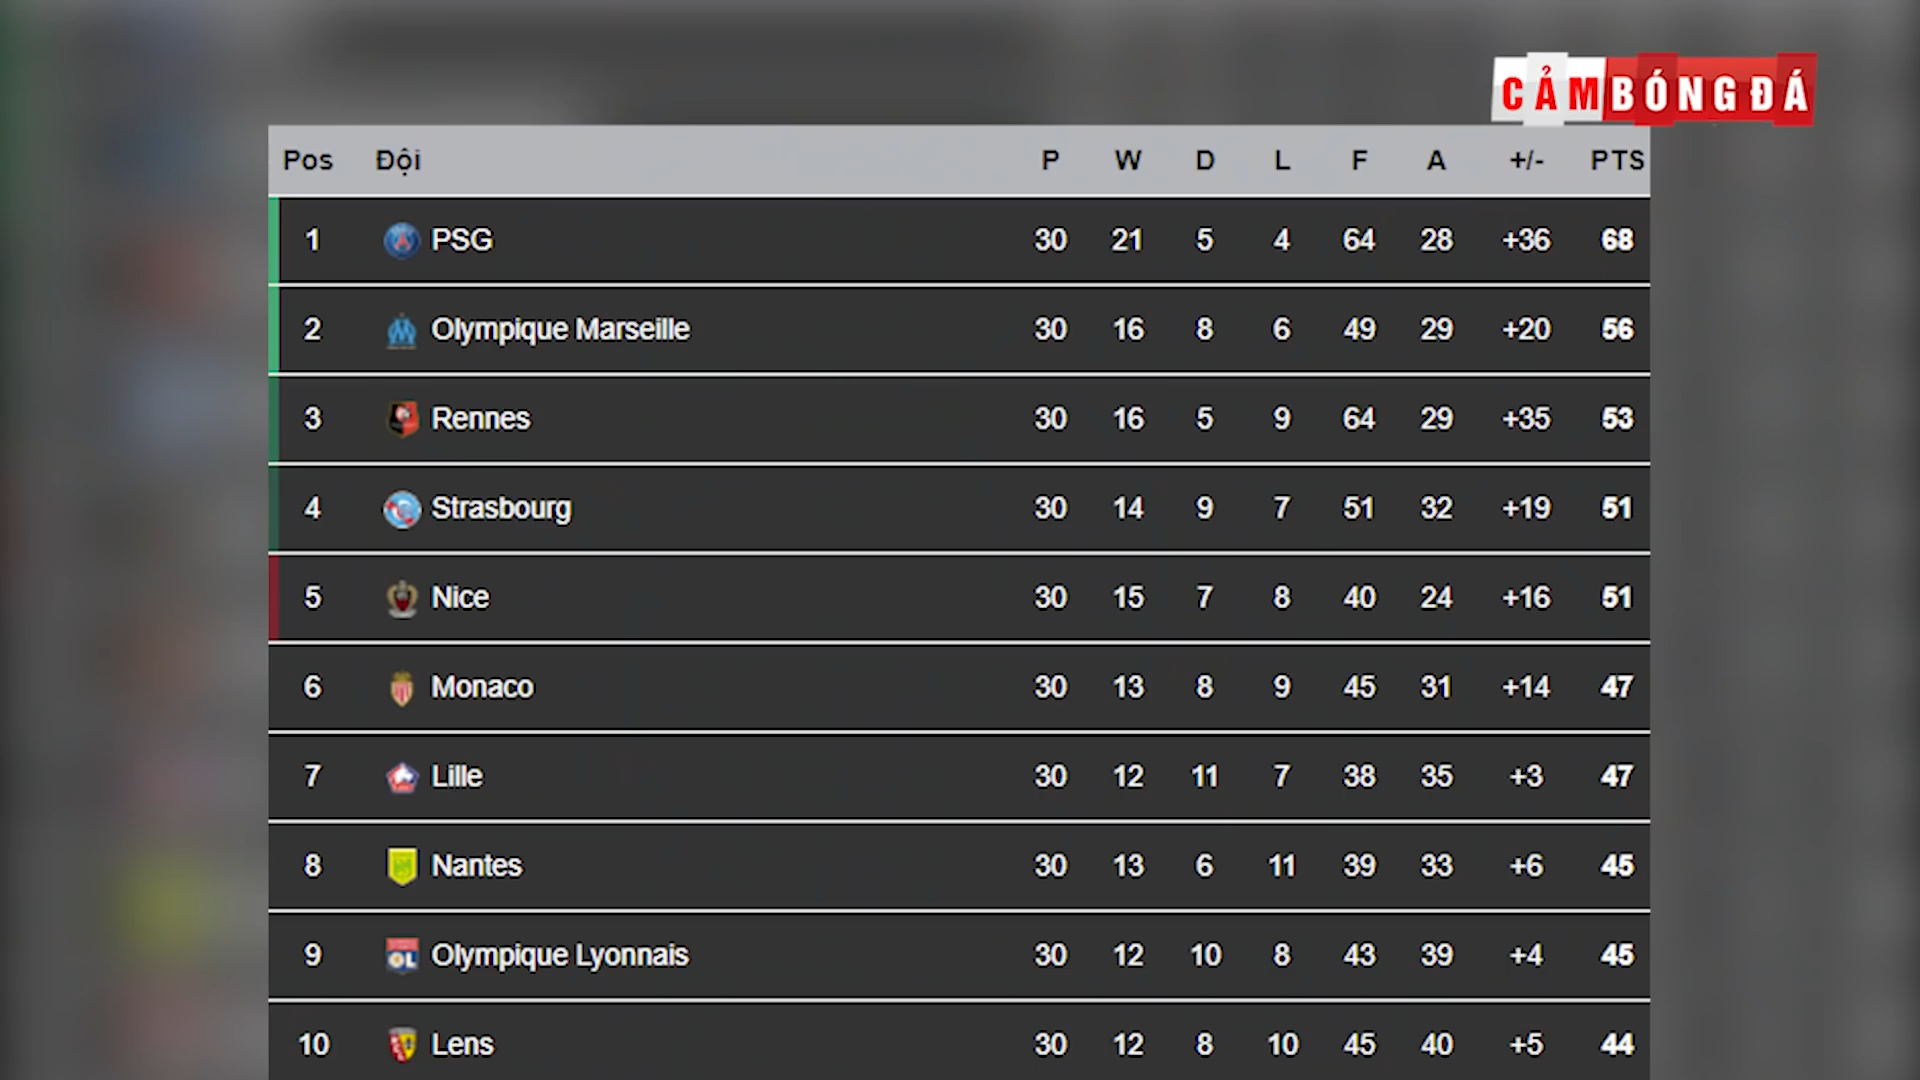 CẢMBÓNGĐÁ
Pos Đội P W D L F A +/- PTS
1 PSG 30 21 5 4 64 28 +36 68
2 Olympique Marseille 30 16 8 6 49 29 +20 56
3 Rennes 30 16 5 9 64 29 +35 53
4 Strasbourg 30 14 9 7 51 32 +19 51
5 Nice 30 15 7 8 40 24 +16 51
6 Monaco 30 13 8 9 45 31 +14 47
7 Lille 30 12 11 7 38 35 +3 47
8 Nantes 30 13 6 11 39 33 +6 45
9 Olympique Lyonnais 30 12 10 8 43 39 +4 45
10 Lens 30 12 8 10 45 40 +5 44